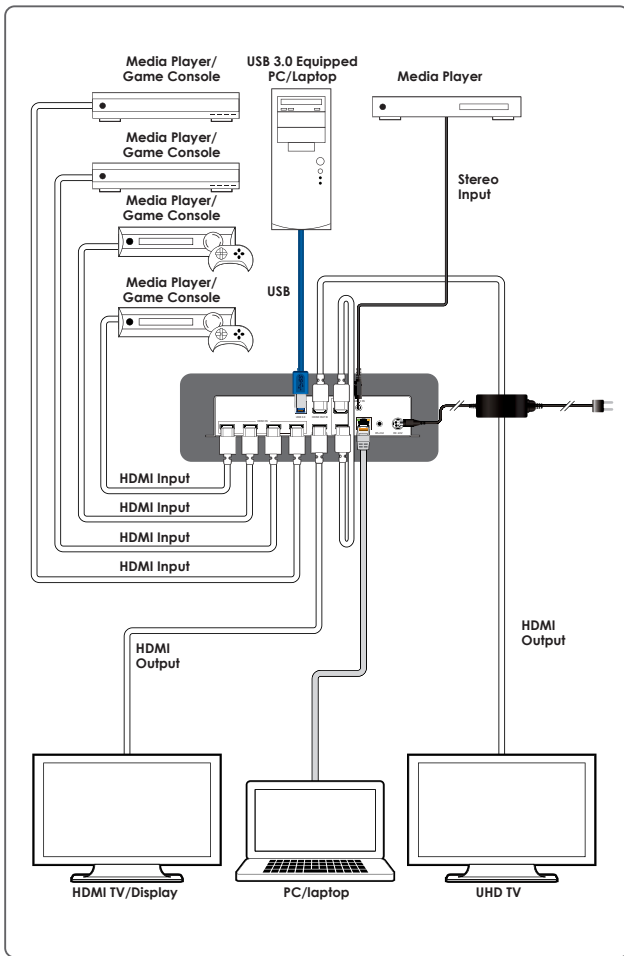 Media Player/
Game Console
USB 3.0 Equipped
PC/Laptop
Media Player
Media Player/
Game Console
Stereo
Input
Media Player/
Game Console
Media Player/
Game Console
USB
HDMI Input
HDMI Input
HDMI Input
HDMI Input
HDMI
Output
HDMI
Output
HDMI TV/Display
PC/laptop
UHD TV